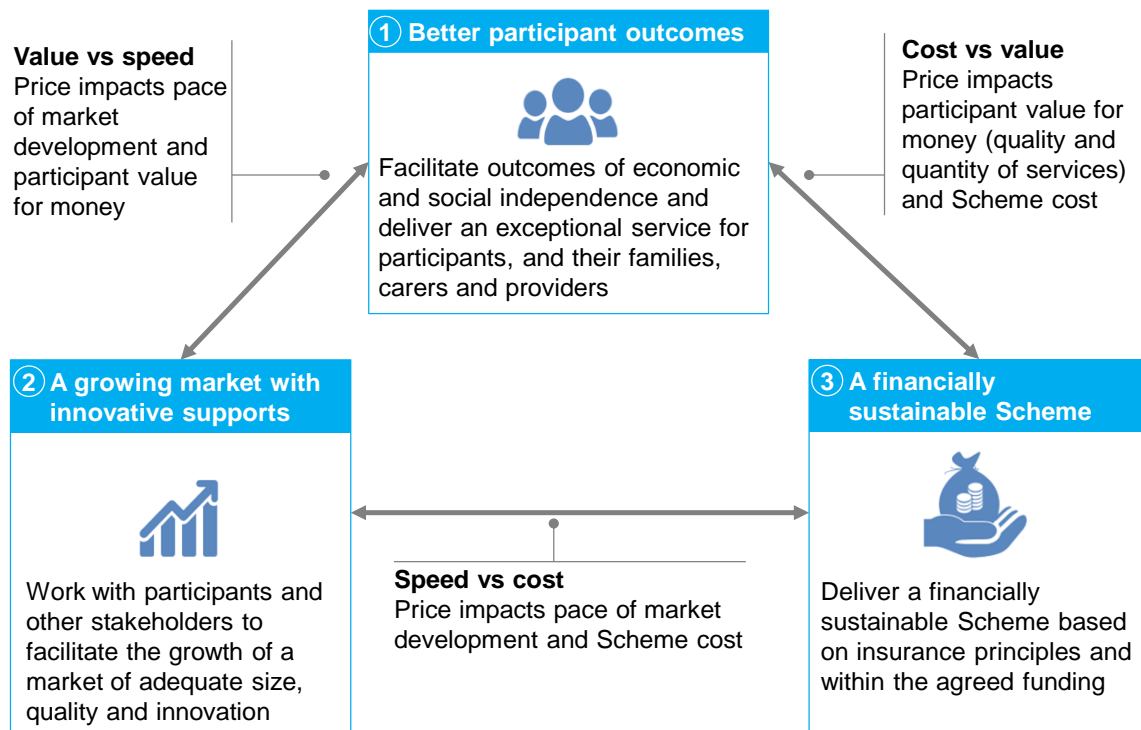 1 Better participant outcomes
Value vs speed
Price impacts pace
of market
development and
participant value
for money
Cost vs value
Price impacts
participant value for
money (quality and
quantity of services)
and Scheme cost
Facilitate outcomes of economic
and social independence and
deliver an exceptional service for
participants, and their families,
carers and providers
2 A growing market with
innovative supports
Work with participants and
other stakeholders to
facilitate the growth of a
market of adequate size,
quality and innovation
Speed vs cost
Price impacts pace of market
development and Scheme cost
3 A financially
sustainable Scheme
Deliver a financially
sustainable Scheme based
on insurance principles and
within the agreed funding